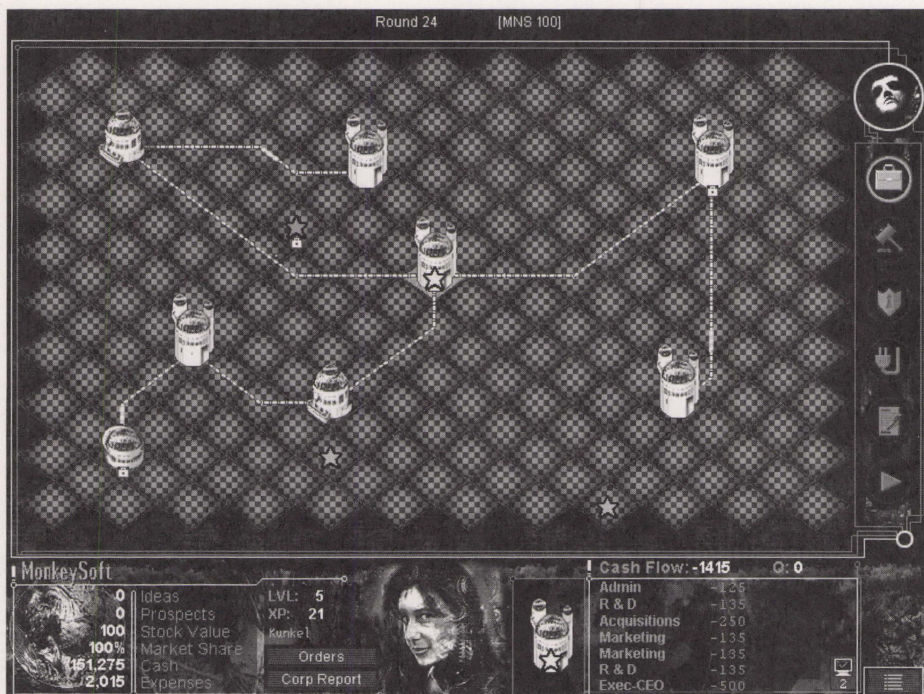 Round 24 [MNS 100]
MonkeySoft
0 Ideas
0 Prospects
100 Stock Value
100% Market Share
151,275 Cash
2,015 Expenses
LVL: 5
XP: 21
Kunkel
Orders
Corp Report
Cash Flow: -1415 Q: 0
Admin -125
R & D -135
Acquisitions -250
Marketing -135
Marketing -135
R & D -135
Exec-CEO -500
2